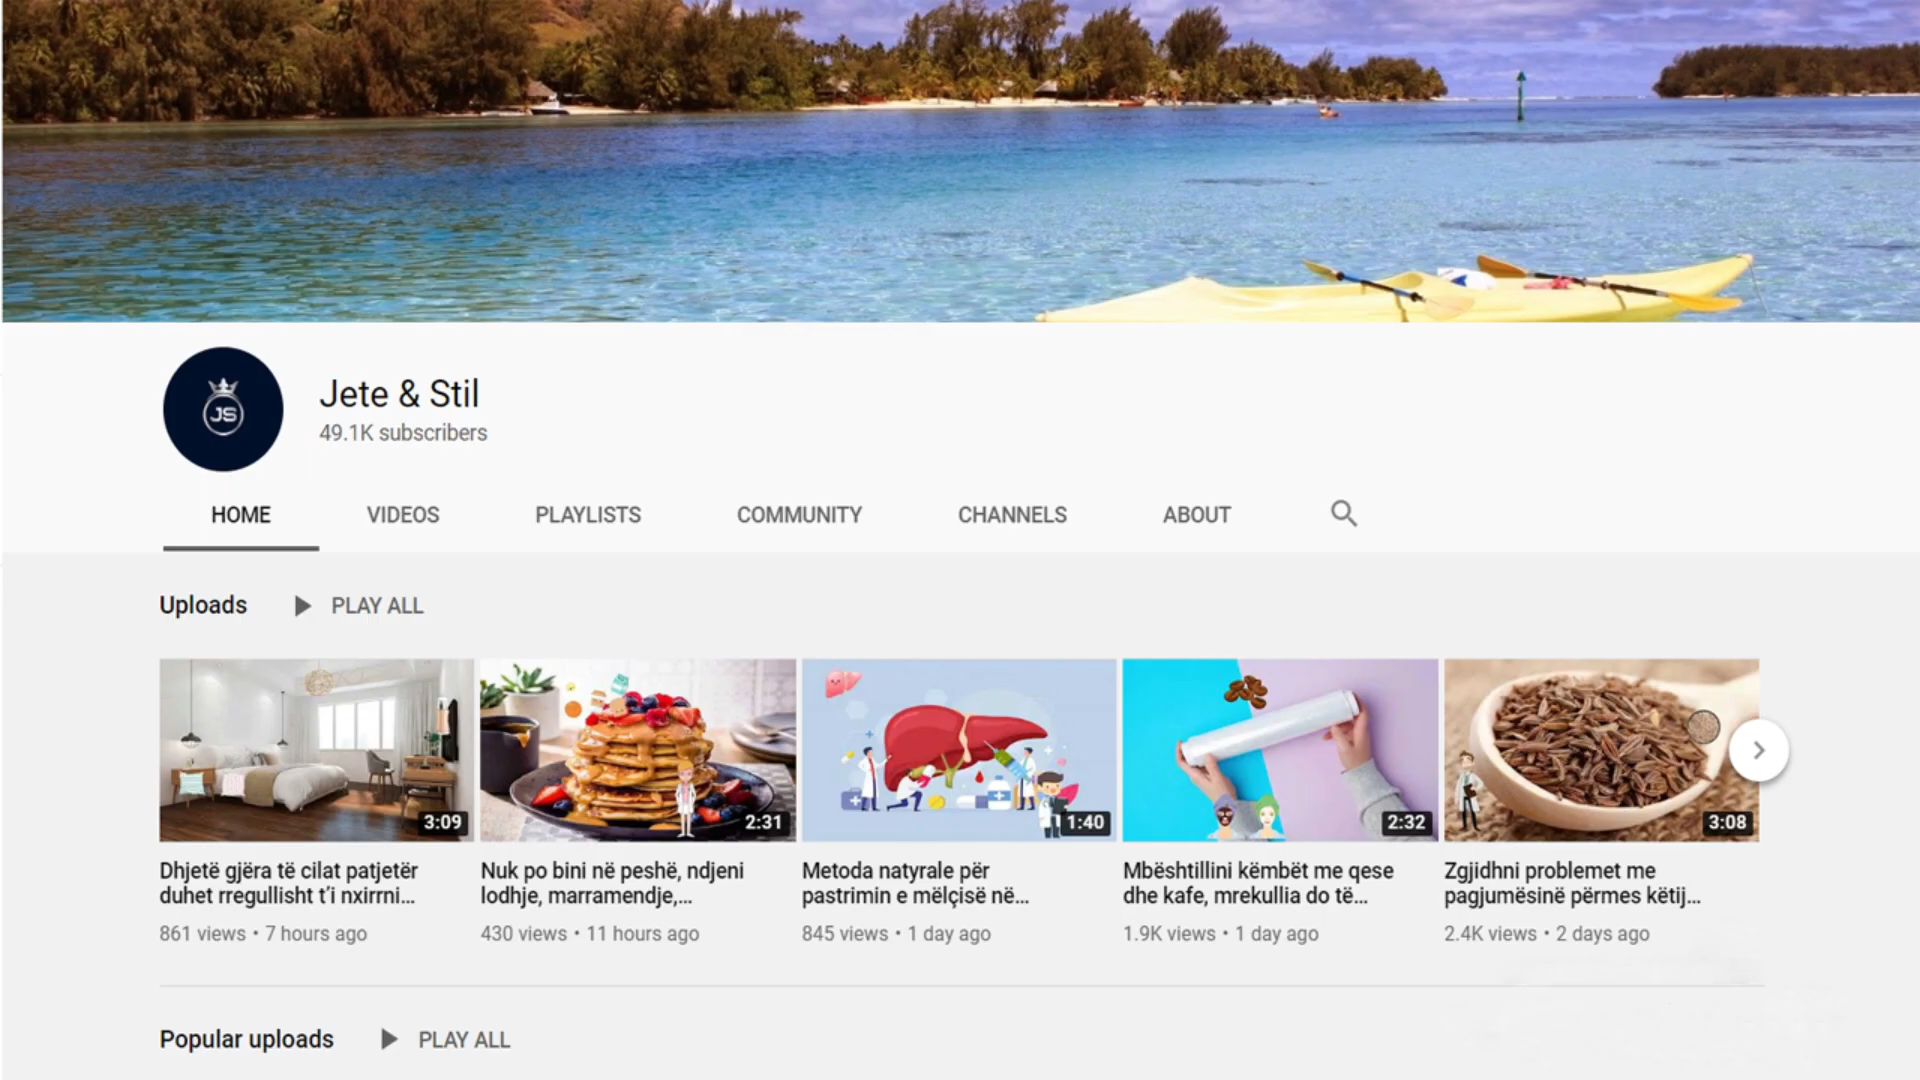 JS
Jete & Stil
49.1K subscribers
HOME VIDEOS PLAYLISTS COMMUNITY CHANNELS ABOUT
Uploads PLAY ALL
3:09 2:31 1:40 2:32 3:08
Dhjetë gjëra të cilat patjetër
duhet rregullisht t'i nxirrni...
861 views • 7 hours ago
Nuk po bini në peshë, ndjeni
lodhje, marramendje,...
430 views • 11 hours ago
Metoda natyrale për
pastrimin e mëlçisë në...
845 views • 1 day ago
Mbështillini këmbët me qese
dhe kafe, mrekullia do të...
1.9K views • 1 day ago
Zgjidhni problemet me
pagjumësinë përmes këtij...
2.4K views • 2 days ago
Popular uploads PLAY ALL